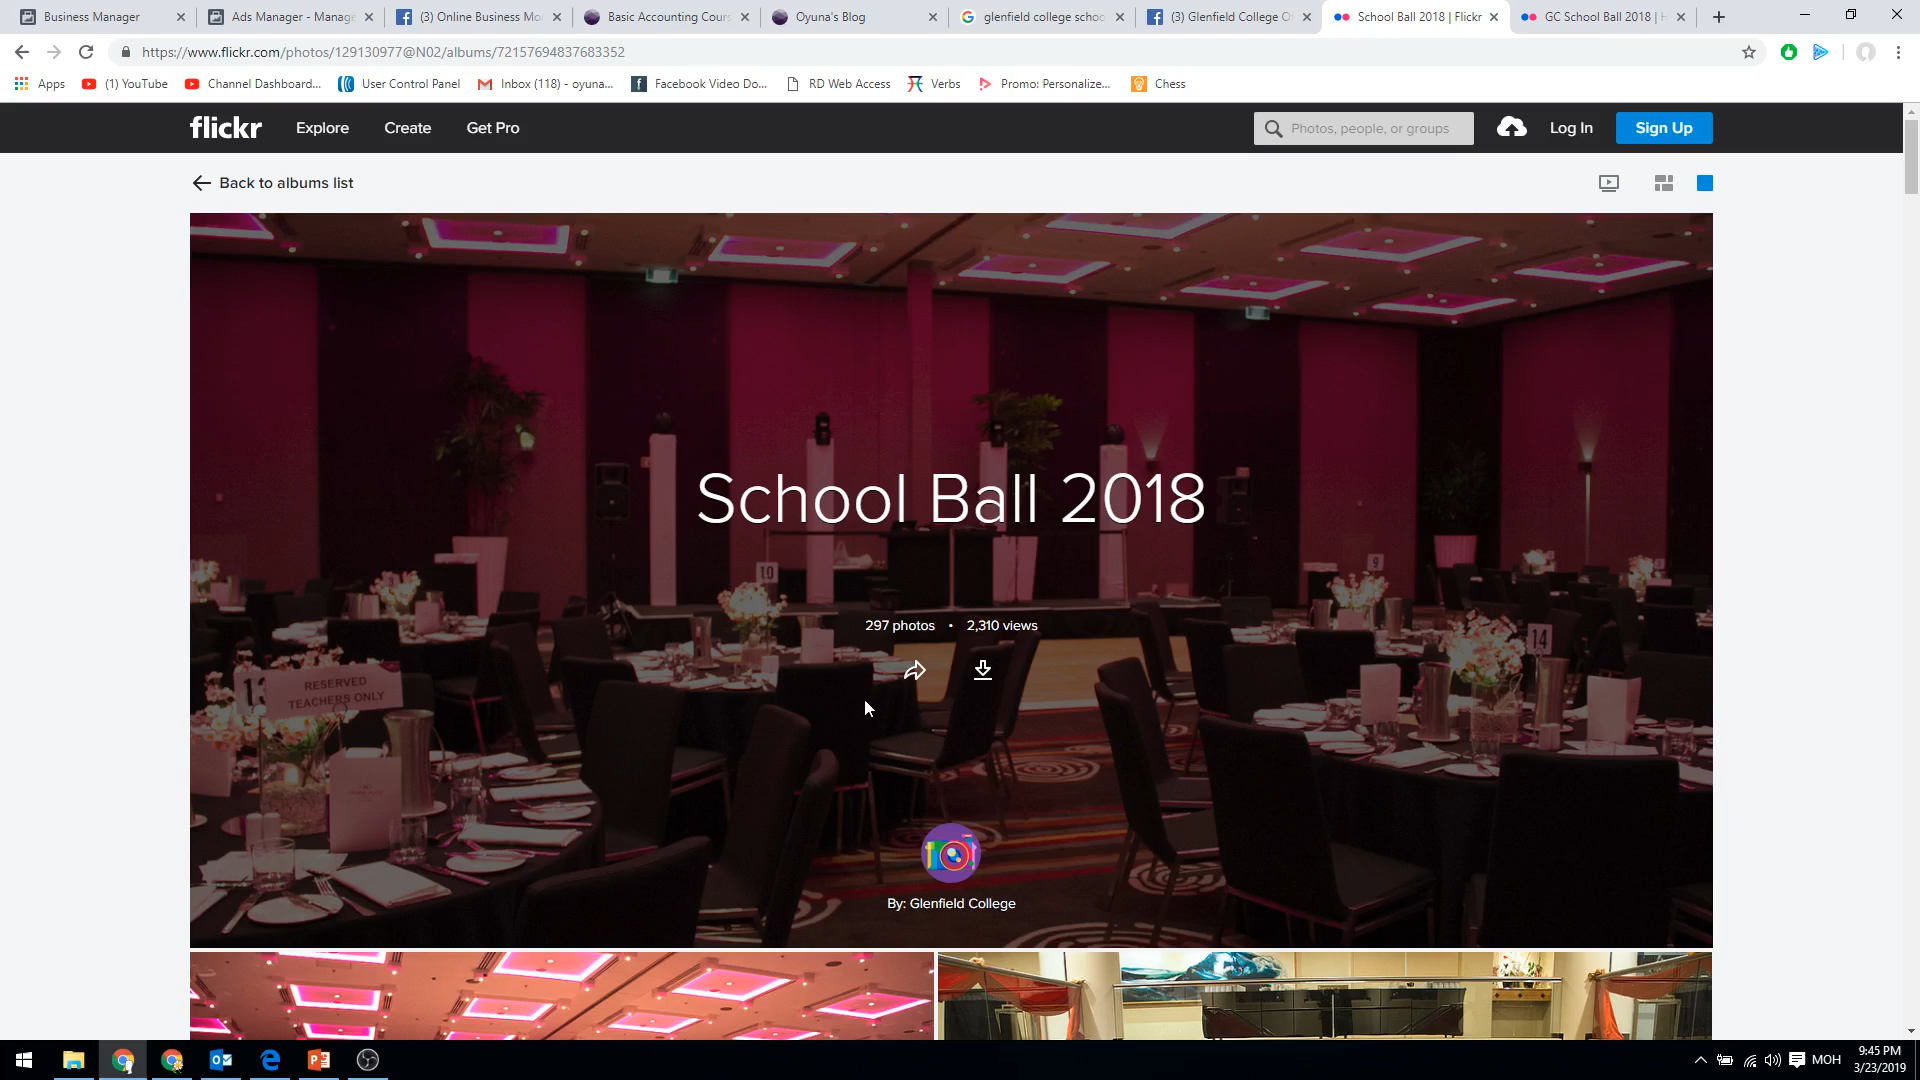 Business Manager
Ads Manager - Manage
(3) Online Business Mo
Basic Accounting Cours
Oyuna's Blog
glenfield college schoo
(3) Glenfield College O
School Ball 2018 | Flickr
GC School Ball 2018 | H
https://www.flickr.com/photos/129130977@N02/albums/72157694837683352
Apps
(1) YouTube
Channel Dashboard...
User Control Panel
Inbox (118) - oyuna...
Facebook Video Do...
RD Web Access
Verbs
Promo: Personalize...
Chess
flickr
Explore
Create
Get Pro
Photos, people, or groups
Log In
Sign Up
Back to albums list
School Ball 2018
10
9
14
297 photos • 2,310 views
RESERVED
TEACHERS ONLY
By: Glenfield College
MOH
9:45 PM
3/23/2019